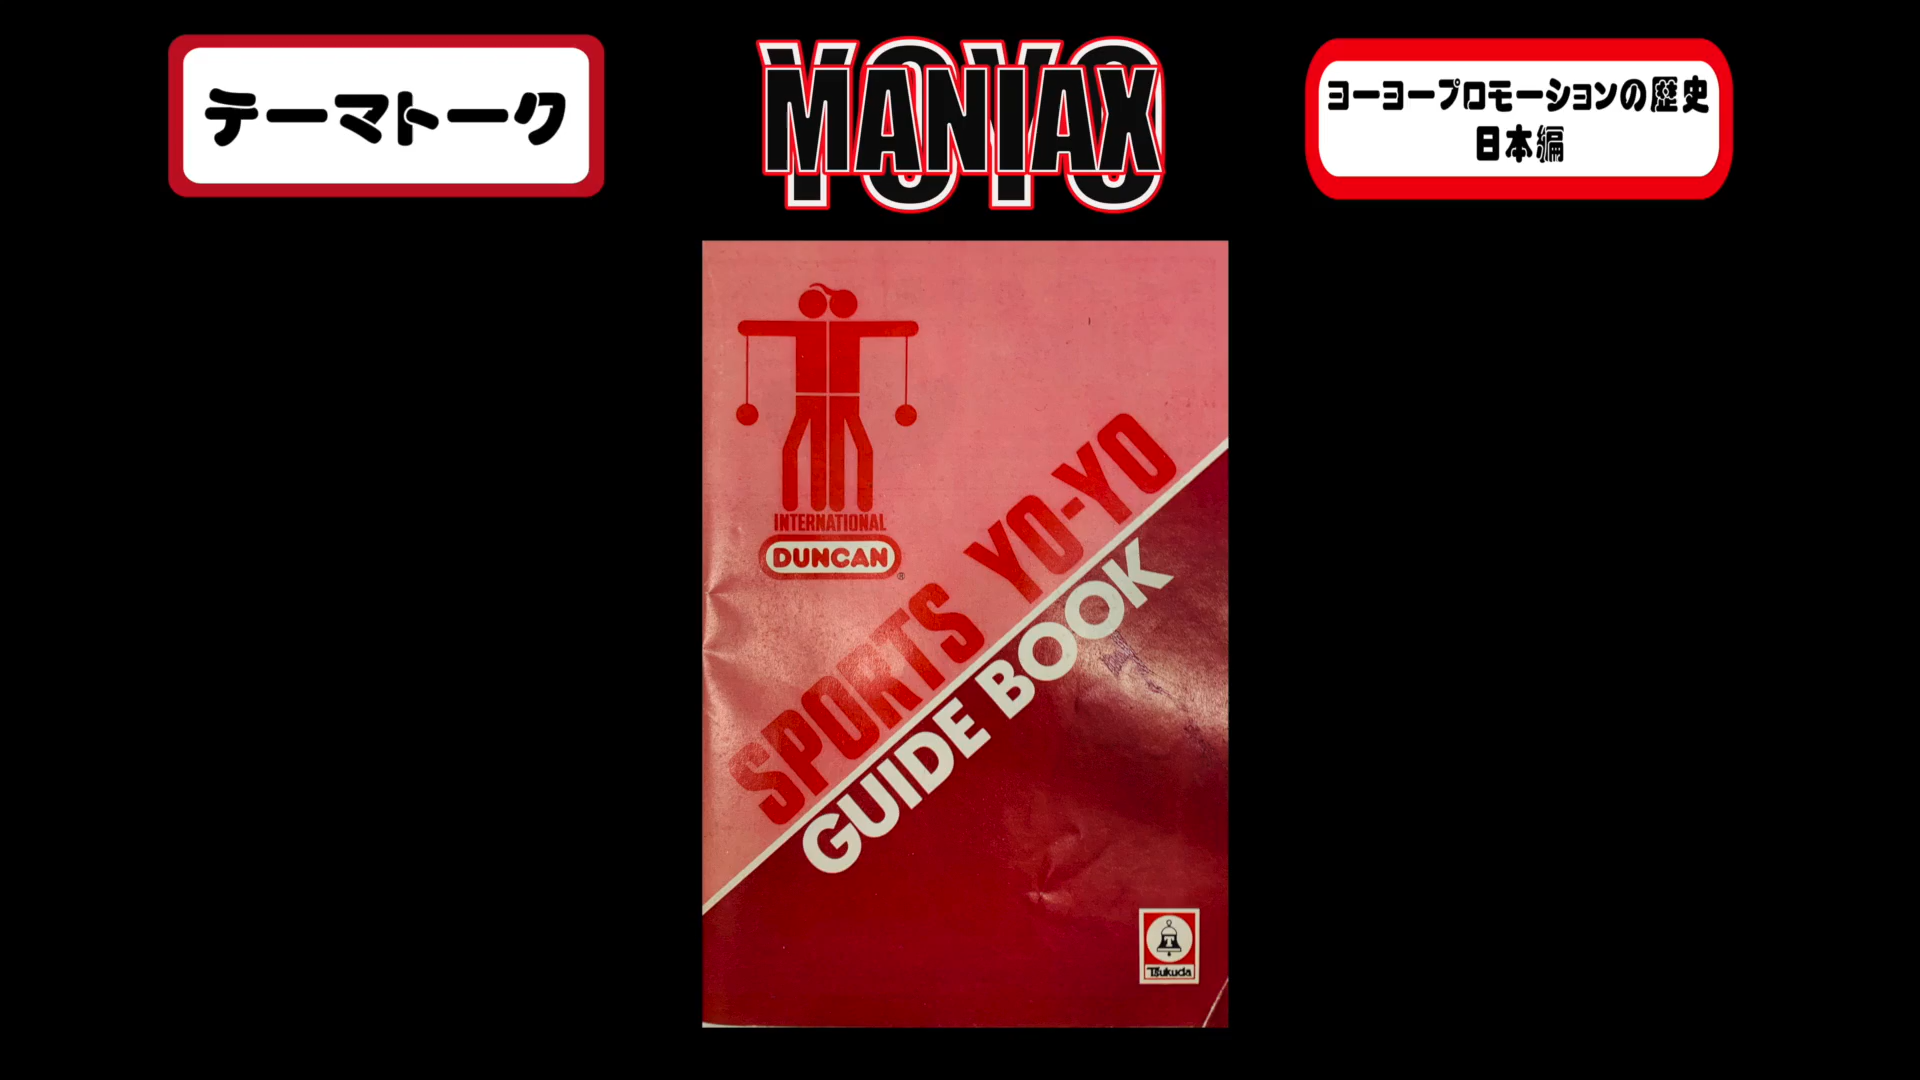 テーマトーク
YOYO
MANIAX
ヨーヨープロモーションの歴史
日本編
INTERNATIONAL
DUNCAN
®
SPORTS YO-YO
GUIDE BOOK
T
Tsukuda